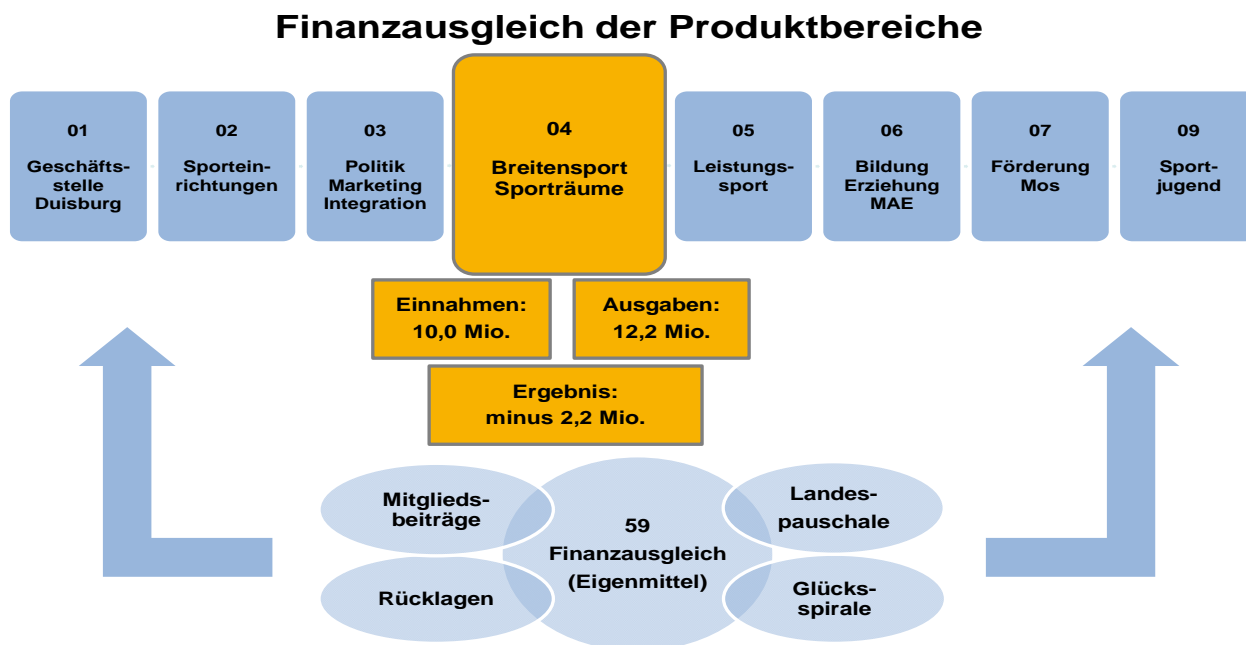 Finanzausgleich der Produktbereiche
01
Geschäfts-
stelle
Duisburg
02
Sportein-
richtungen
03
Politik
Marketing
Integration
04
Breitensport
Sporträume
05
Leistungs-
sport
06
Bildung
Erziehung
MAE
07
Förderung
Mos
09
Sport-
jugend
Einnahmen:
10,0 Mio.
Ausgaben:
12,2 Mio.
Ergebnis:
minus 2,2 Mio.
Mitglieds-
beiträge
Rücklagen
59
Finanzausgleich
(Eigenmittel)
Landes-
pauschale
Glücks-
spirale